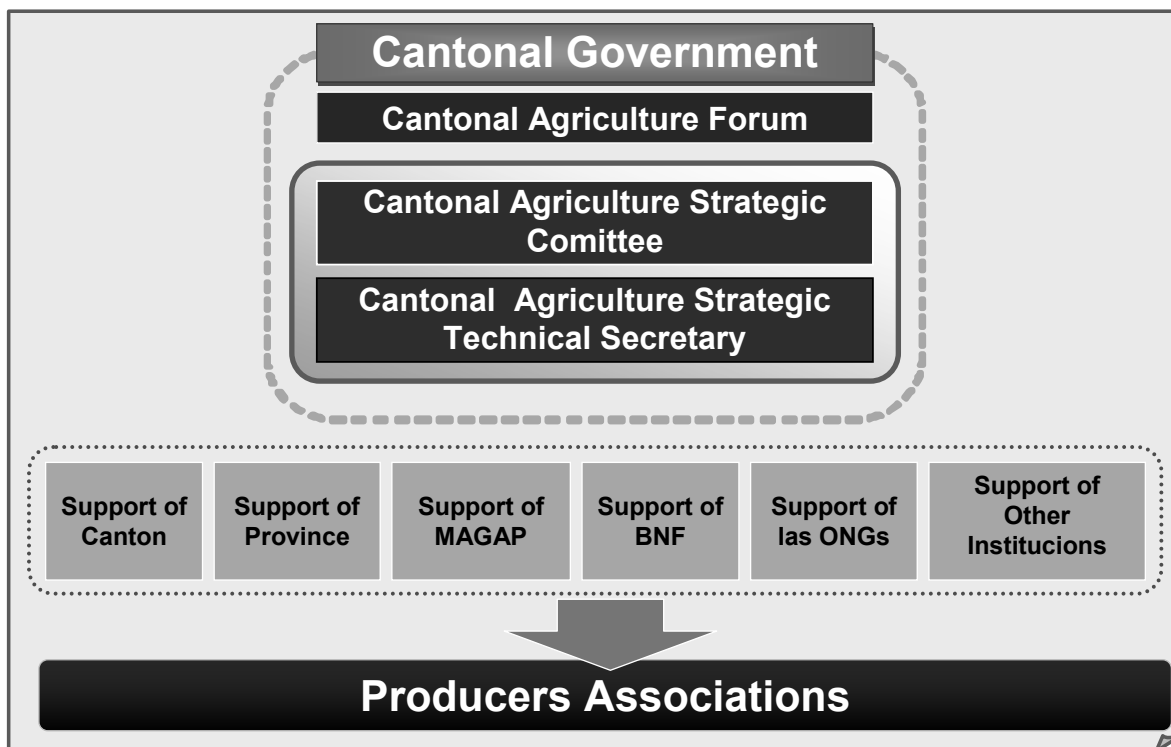 Cantonal Government
Cantonal Agriculture Forum
Cantonal Agriculture Strategic
Comittee
Cantonal Agriculture Strategic
Technical Secretary
Support of
Canton
Support of
Province
Support of
MAGAP
Support of
BNF
Support of
las ONGs
Support of
Other
Institucions
Producers Associations